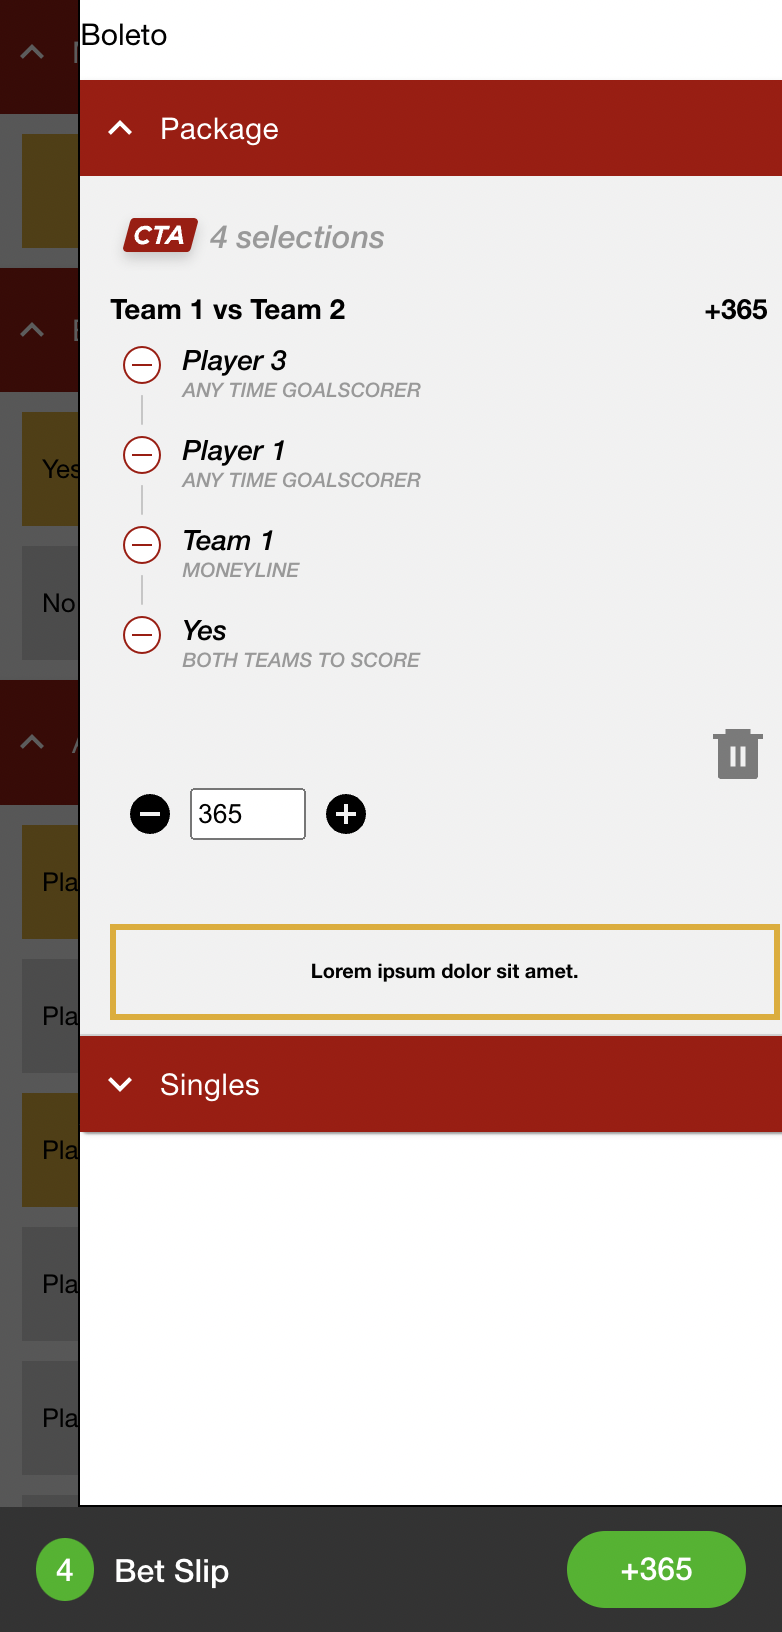 Boleto
Package
CTA 4 selections
Team 1 vs Team 2 +365
Player 3
ANY TIME GOALSCORER
Player 1
ANY TIME GOALSCORER
Team 1
MONEYLINE
Yes
BOTH TEAMS TO SCORE
365
Lorem ipsum dolor sit amet.
Singles
Yes
No
Pla
Pla
Pla
Pla
Pla
4 Bet Slip +365